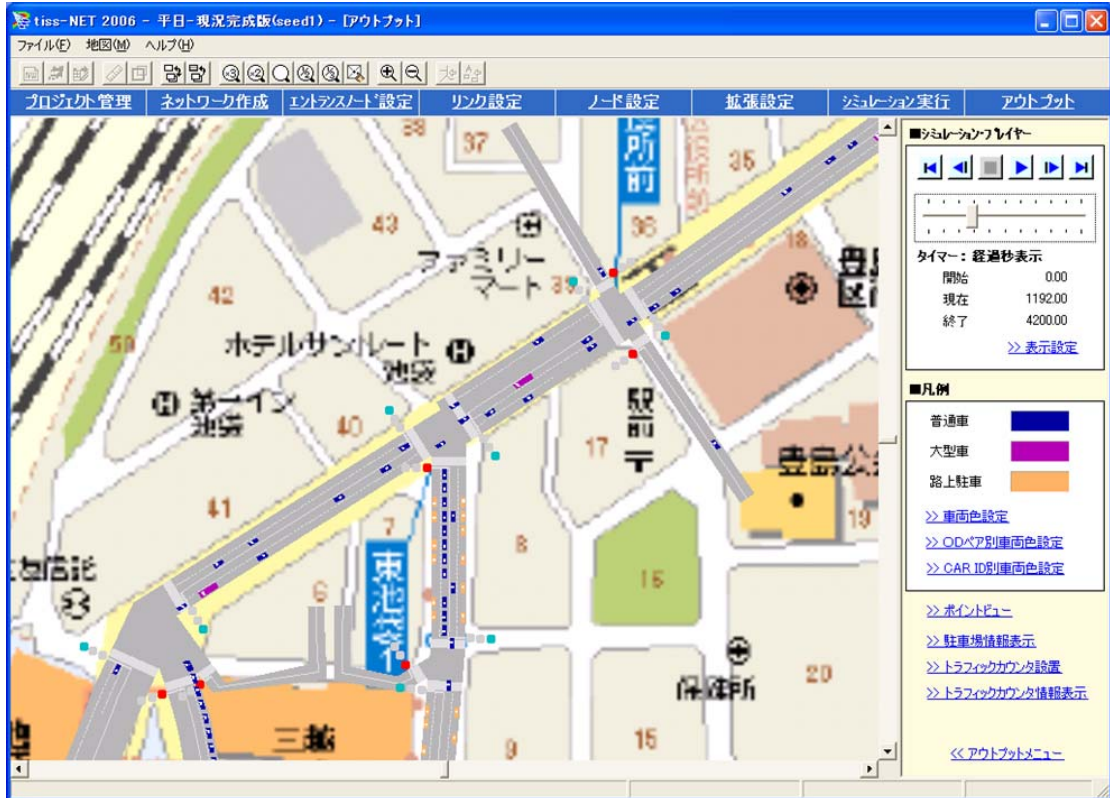 tiss-NET 2006 - 平日-現況完成版(seed1) - [アウトプット]
ファイル(F) 地図(M) ヘルプ(H)
プロジェクト管理 ネットワーク作成 エントランスノード設定 リンク設定 ノード設定 拡張設定 シミュレーション実行 アウトプット
■シミュレーション・プレイヤー
タイマー:経過秒表示
開始 0.00
現在 1192.00
終了 4200.00
>> 表示設定
■凡例
普通車
大型車
路上駐車
>> 車両色設定
>> ODペア別車両色設定
>> CAR ID別車両色設定
>> ポイントビュー
>> 駐車場情報表示
>> トラフィックカウンタ設置
>> トラフィックカウンタ情報表示
<< アウトプットメニュー
38
37
所前
35
36
43
ファミリー
マート
39
18
豊島
区
42
50
ホテルサンルート
池袋
第一イン
池袋
40
駅前
17
豊島公会
19
41
7
8
16
6
東池袋1
保健所
20
三越
9
15